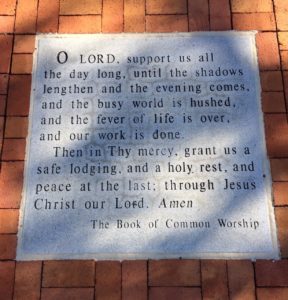 O LORD, support us all
the day long, until the shadows
lengthen and the evening comes,
and the busy world is hushed,
and the fever of life is over,
and our work is done.
Then in Thy mercy, grant us a
safe lodging, and a holy rest, and
peace at the last; through Jesus
Christ our Lord. Amen
The Book of Common Worship